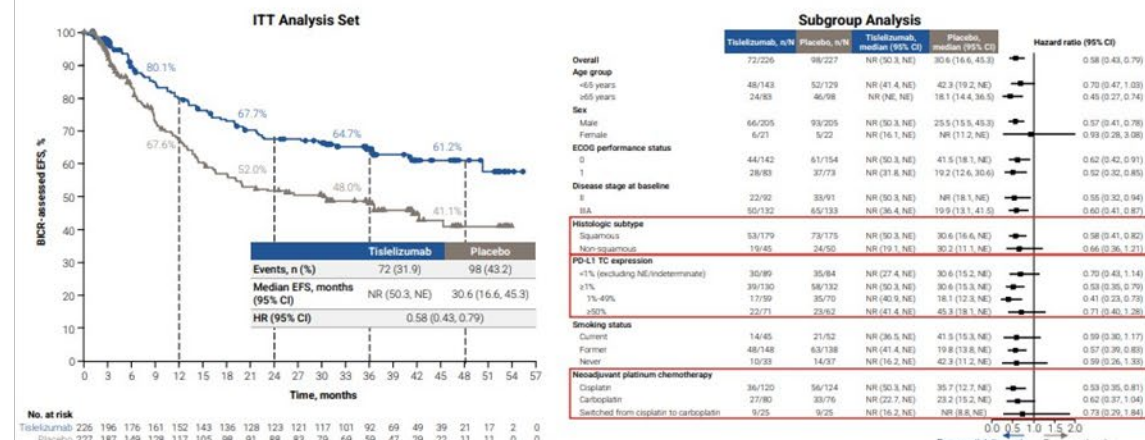 ITT Analysis Set
100
90
80
70
60
50
40
30
20
10
0
BICR-assessed EFS, %
80.1%
67.7%
64.7%
61.2%
67.6%
52.0%
48.0%
41.1%
Tislelizumab Placebo
Events, n (%) 72 (31.9) 98 (43.2)
Median EFS, months (95% CI) NR (50.3, NE) 30.6 (16.6, 45.3)
HR (95% CI) 0.58 (0.43, 0.79)
0 3 6 9 12 15 18 21 24 27 30 33 36 39 42 45 48 51 54 57
Time, months
No. at risk
Tislelizumab 226 196 176 161 152 143 136 128 123 121 117 101 92 69 49 39 21 17 2 0
Placebo 227 187 149 128 117 105 98 91 88 83 79 69 59 47 29 22 11 11 0 0
Subgroup Analysis
Tislelizumab, n/N Placebo, n/N Tislelizumab, median (95% CI) Placebo, median (95% CI) Hazard ratio (95% CI)
Overall 72/226 98/227 NR (50.3, NE) 30.6 (16.6, 45.3) 0.58 (0.43, 0.79)
Age group
<65 years 48/143 52/129 NR (41.4, NE) 42.3 (19.2, NE) 0.70 (0.47, 1.03)
≥65 years 24/83 46/98 NR (NE, NE) 18.1 (14.4, 36.5) 0.45 (0.27, 0.74)
Sex
Male 66/205 93/205 NR (50.3, NE) 25.5 (15.5, 45.3) 0.57 (0.41, 0.78)
Female 6/21 5/22 NR (16.1, NE) NR (11.2, NE) 0.93 (0.28, 3.08)
ECOG performance status
0 44/142 61/154 NR (50.3, NE) 41.5 (18.1, NE) 0.62 (0.42, 0.91)
1 28/83 37/73 NR (31.8, NE) 19.2 (12.6, 30.6) 0.52 (0.32, 0.85)
Disease stage at baseline
II 22/92 33/91 NR (50.3, NE) NR (18.1, NE) 0.55 (0.32, 0.94)
IIIA 50/132 65/133 NR (36.4, NE) 19.9 (13.1, 41.5) 0.60 (0.41, 0.87)
Histologic subtype
Squamous 53/179 73/175 NR (50.3, NE) 30.6 (16.6, NE) 0.58 (0.41, 0.82)
Non-squamous 19/45 24/50 NR (19.1, NE) 30.2 (11.1, NE) 0.66 (0.36, 1.21)
PD-L1 TC expression
<1% (excluding NE/indeterminate) 30/89 35/84 NR (27.4, NE) 30.6 (15.2, NE) 0.70 (0.43, 1.14)
≥1% 39/130 58/132 NR (50.3, NE) 30.6 (15.3, NE) 0.53 (0.35, 0.79)
1%-49% 17/59 35/70 NR (40.9, NE) 18.1 (12.3, NE) 0.41 (0.23, 0.74)
≥50% 22/71 23/62 NR (41.4, NE) 45.3 (18.1, NE) 0.71 (0.40, 1.28)
Smoking status
Current 14/45 21/52 NR (36.5, NE) 41.5 (15.3, NE) 0.59 (0.30, 1.17)
Former 48/148 63/138 NR (41.4, NE) 19.8 (13.8, NE) 0.57 (0.39, 0.83)
Never 10/33 14/37 NR (16.2, NE) 42.3 (11.2, NE) 0.59 (0.26, 1.33)
Neoadjuvant platinum chemotherapy
Cisplatin 36/120 56/124 NR (50.3, NE) 35.7 (12.7, NE) 0.53 (0.35, 0.81)
Carboplatin 27/80 33/76 NR (22.7, NE) 23.2 (15.2, NE) 0.62 (0.37, 1.04)
Switched from cisplatin to carboplatin 9/25 9/25 NR (16.2, NE) NR (8.8, NE) 0.73 (0.29, 1.84)
0.0 0.5 1.0 1.5 2.0